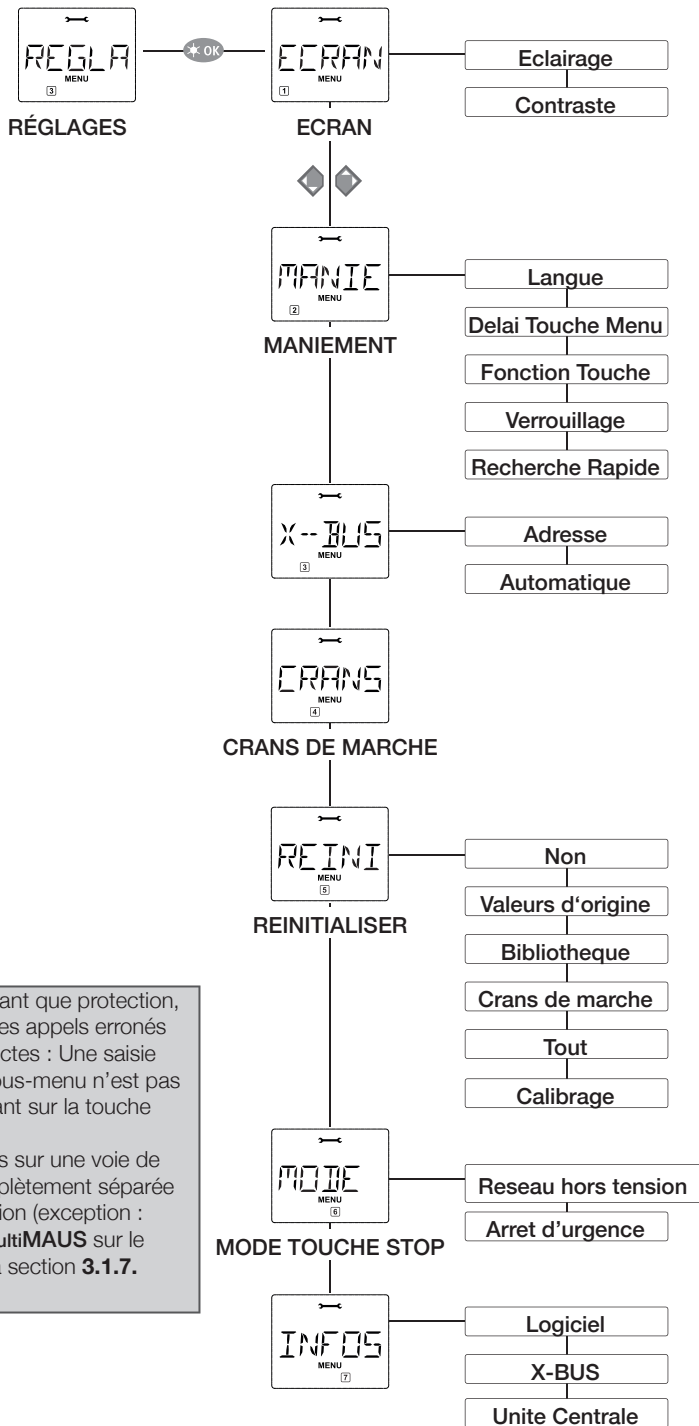 REGLA
MENU
3
RÉGLAGES
OK
ECRAN
MENU
1
ECRAN
Eclairage
Contraste
MANIE
MENU
2
MANIEMENT
Langue
Delai Touche Menu
Fonction Touche
Verrouillage
Recherche Rapide
X--BUS
MENU
3
Adresse
Automatique
CRANS
MENU
4
CRANS DE MARCHE
REINI
MENU
5
REINITIALISER
Non
Valeurs d‘origine
Bibliotheque
Crans de marche
Tout
Calibrage
ant que protection,
es appels erronés
ctes : Une saisie
ous-menu n’est pas
ant sur la touche
s sur une voie de
plètement séparée
ion (exception :
ultiMAUS sur le
a section 3.1.7.
MODE
MENU
6
MODE TOUCHE STOP
Reseau hors tension
Arret d’urgence
INFOS
MENU
7
Logiciel
X-BUS
Unite Centrale